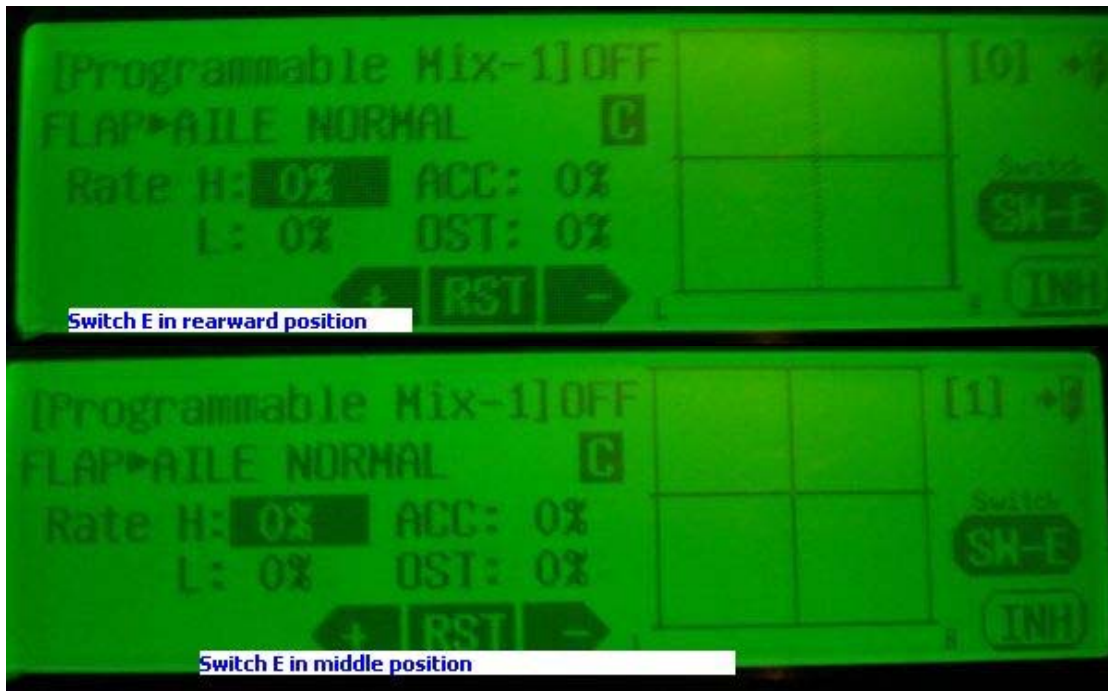 [Programmable Mix-1]OFF [0]
FLAP▶AILE NORMAL C
Rate H: 0% ACC: 0% Switch
L: 0% OST: 0% SW-E
+ RST - INH
L
Switch E in rearward position
[Programmable Mix-1]OFF [1]
FLAP▶AILE NORMAL C
Rate H: 0% ACC: 0% Switch
L: 0% OST: 0% SW-E
+ RST - INH
R
Switch E in middle position